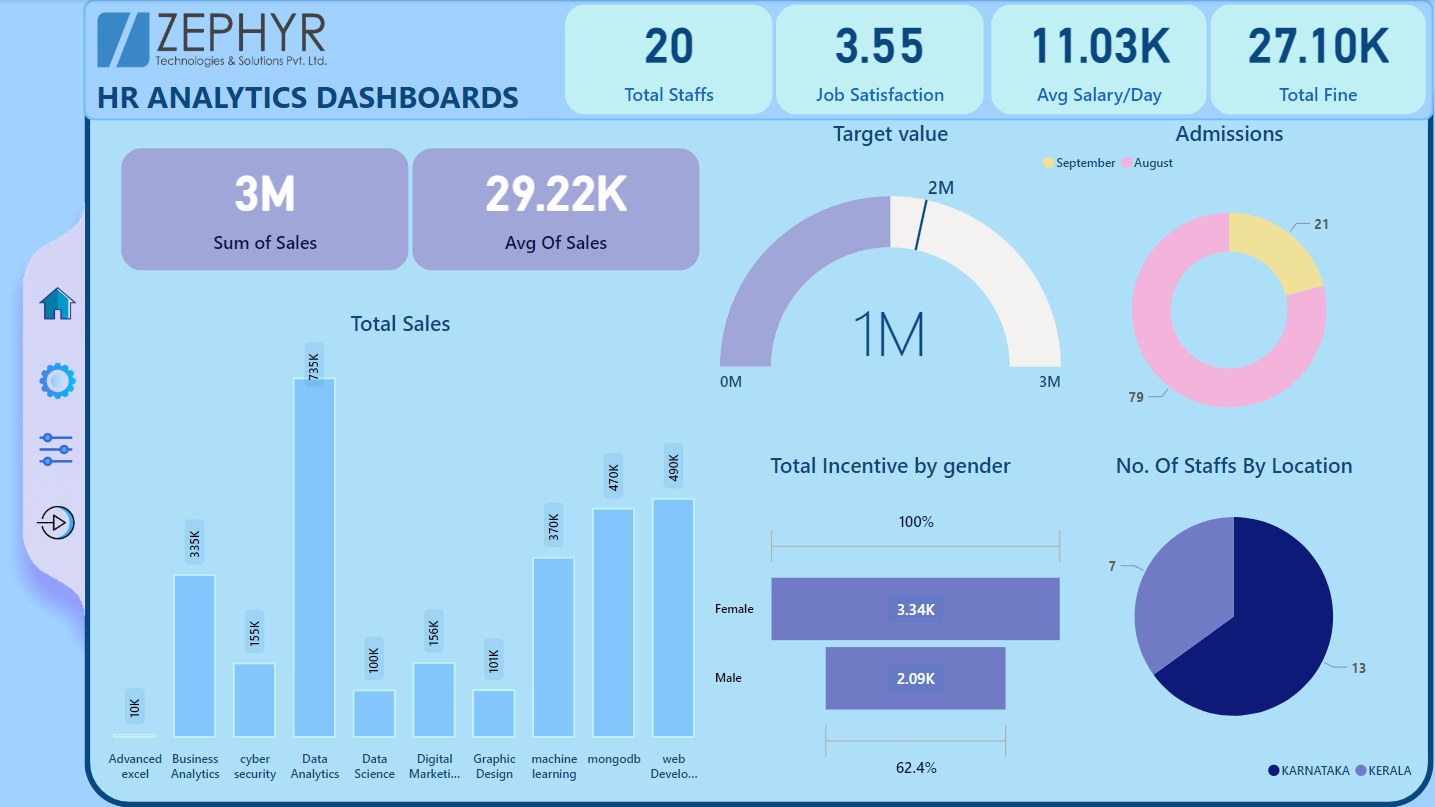 ZEPHYR
Technologies & Solutions Pvt. Ltd.
HR ANALYTICS DASHBOARDS
20
Total Staffs
3.55
Job Satisfaction
11.03K
Avg Salary/Day
27.10K
Total Fine
3M
Sum of Sales
29.22K
Avg Of Sales
Target value
2M
1M
0M
3M
Admissions
September
August
21
79
Total Sales
10K
335K
155K
735K
100K
156K
101K
370K
470K
490K
Advanced
excel
Business
Analytics
cyber
security
Data
Analytics
Data
Science
Digital
Marketi...
Graphic
Design
machine
learning
mongodb
web
Develo...
Total Incentive by gender
100%
Female
3.34K
Male
2.09K
62.4%
No. Of Staffs By Location
7
13
KARNATAKA
KERALA